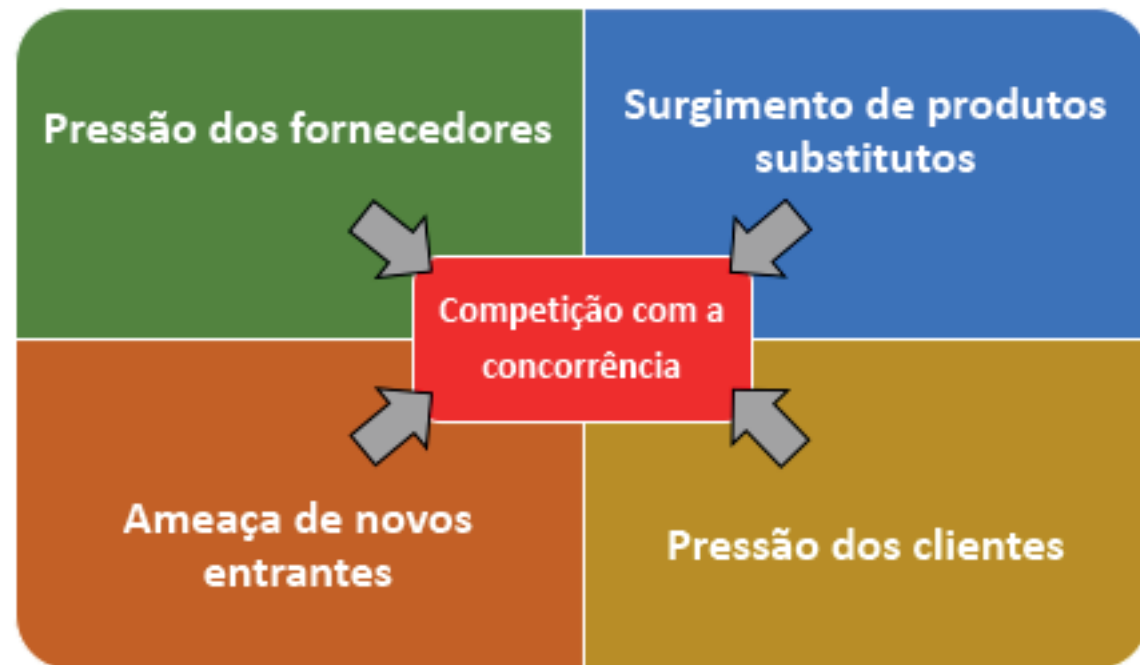 Pressão dos fornecedores
Surgimento de produtos
substitutos
Competição com a
concorrência
Ameaça de novos
entrantes
Pressão dos clientes